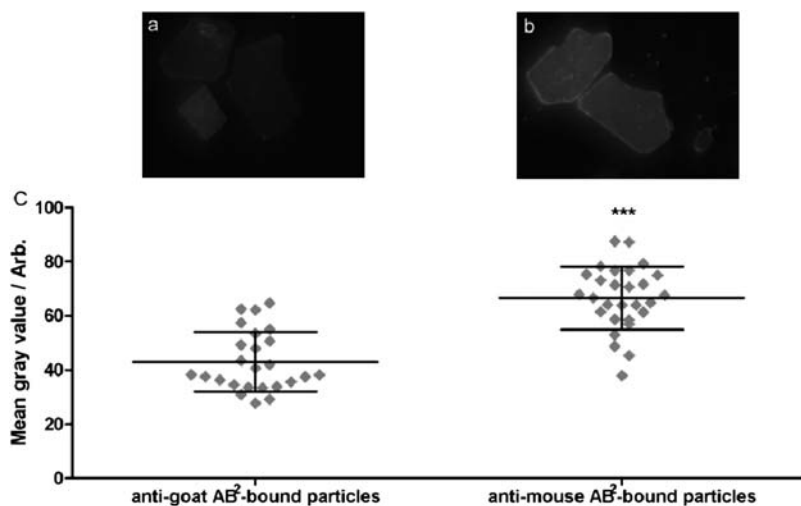 a
b
C
Mean gray value / Arb.
100
80
60
40
20
0
***
anti-goat AB²-bound particles
anti-mouse AB²-bound particles